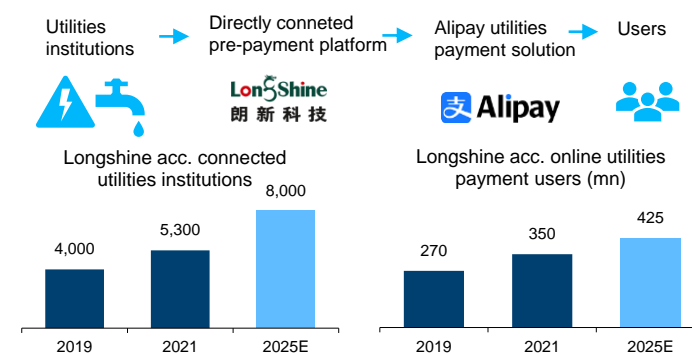 Utilities
institutions
Directly conneted
pre-payment platform
Alipay utilities
payment solution
Users
LongShine
朗新科技
支 Alipay
Longshine acc. connected
utilities institutions
8,000
5,300
4,000
2019 2021 2025E
Longshine acc. online utilities
payment users (mn)
425
350
270
2019 2021 2025E